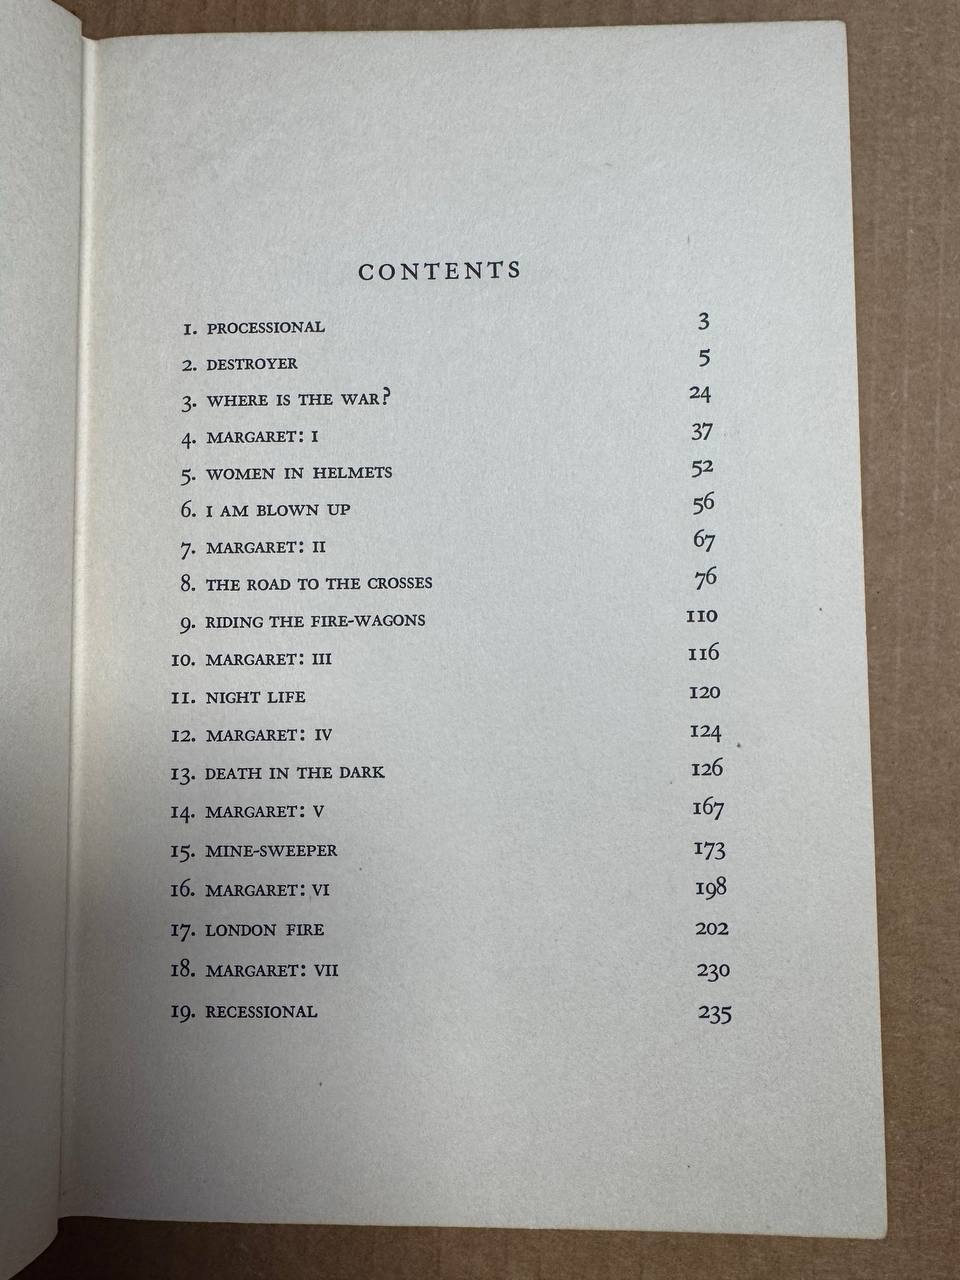 CONTENTS
1. PROCESSIONAL 3
2. DESTROYER 5
3. WHERE IS THE WAR? 24
4. MARGARET: I 37
5. WOMEN IN HELMETS 52
6. I AM BLOWN UP 56
7. MARGARET: II 67
8. THE ROAD TO THE CROSSES 76
9. RIDING THE FIRE-WAGONS 110
10. MARGARET: III 116
11. NIGHT LIFE 120
12. MARGARET: IV 124
13. DEATH IN THE DARK 126
14. MARGARET: V 167
15. MINE-SWEEPER 173
16. MARGARET: VI 198
17. LONDON FIRE 202
18. MARGARET: VII 230
19. RECESSIONAL 235